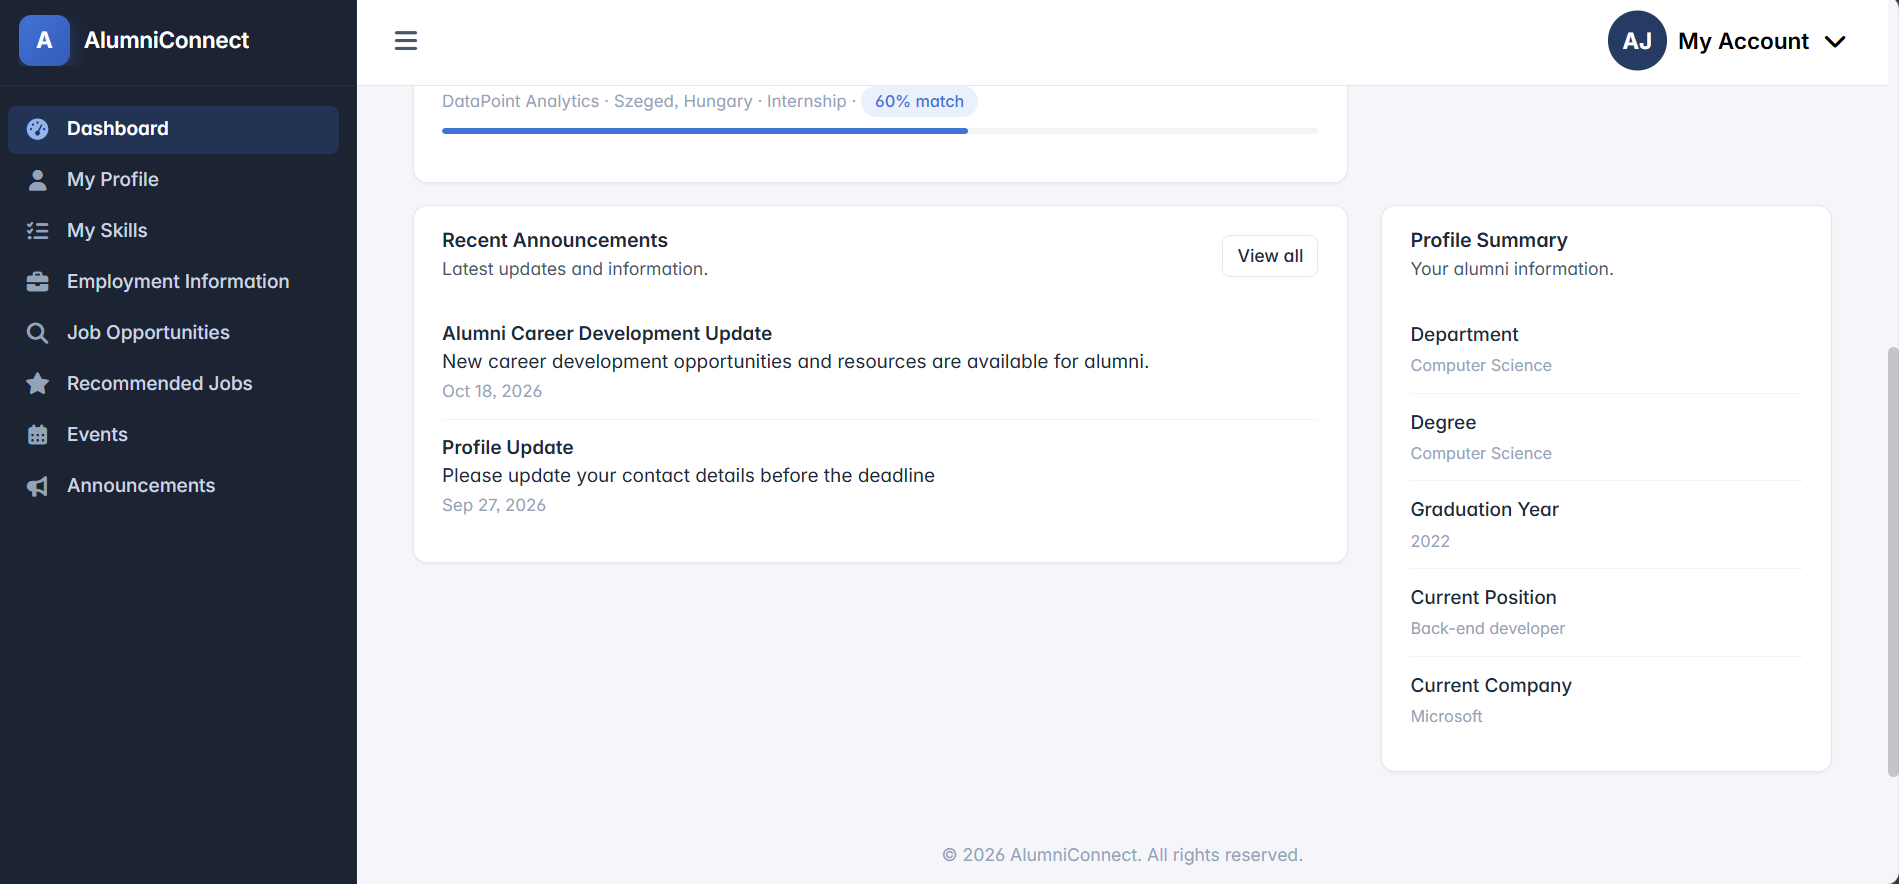 A AlumniConnect
AJ My Account
Dashboard
My Profile
My Skills
Employment Information
Job Opportunities
Recommended Jobs
Events
Announcements
DataPoint Analytics · Szeged, Hungary · Internship · 60% match
Recent Announcements
Latest updates and information.
View all
Alumni Career Development Update
New career development opportunities and resources are available for alumni.
Oct 18, 2026
Profile Update
Please update your contact details before the deadline
Sep 27, 2026
Profile Summary
Your alumni information.
Department
Computer Science
Degree
Computer Science
Graduation Year
2022
Current Position
Back-end developer
Current Company
Microsoft
© 2026 AlumniConnect. All rights reserved.